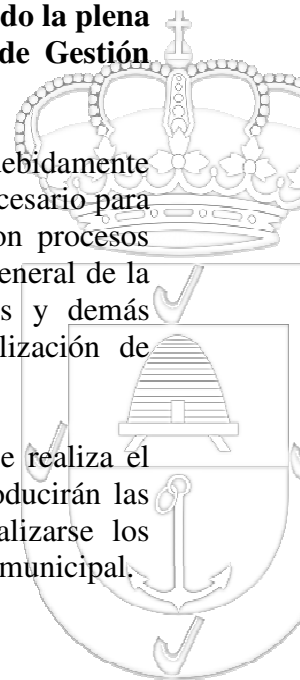 do la plena
de Gestión
ebidamente
cesario para
on procesos
eneral de la
s y demás
lización de
e realiza el
oducirán las
alizarse los
municipal.